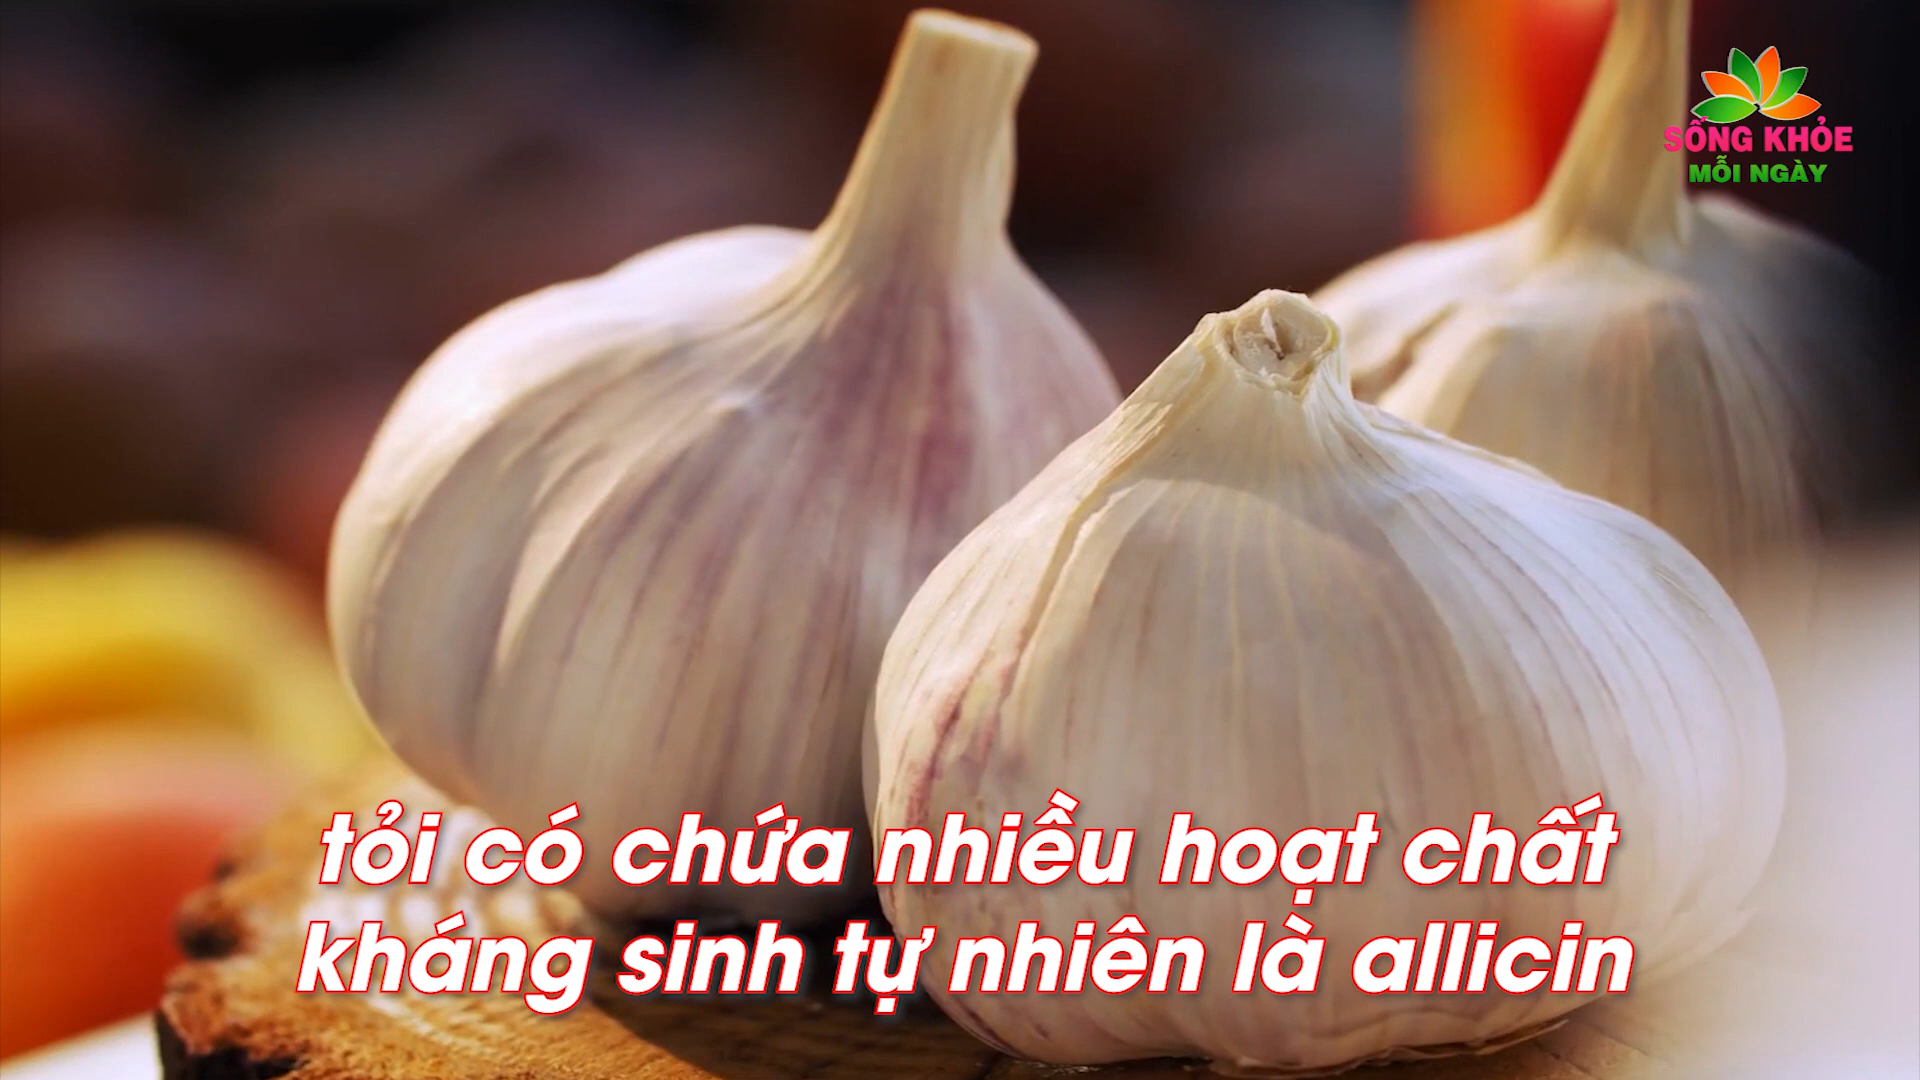 SỐNG KHỎE
MỖI NGÀY
tỏi có chứa nhiều hoạt chất
kháng sinh tự nhiên là allicin